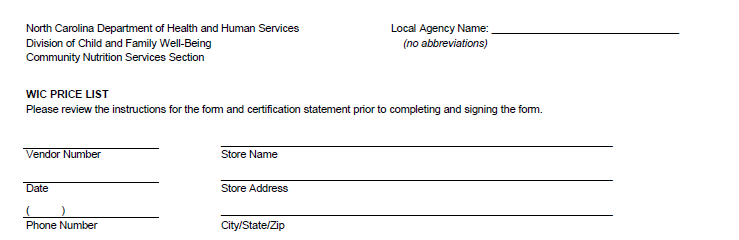 North Carolina Department of Health and Human Services
Local Agency Name:
Division of Child and Family Well-Being
(no abbreviations)
Community Nutrition Services Section
WIC PRICE LIST
Please review the instructions for the form and certification statement prior to completing and signing the form.
Vendor Number
Store Name
Date
Store Address
( )
Phone Number
City/State/Zip